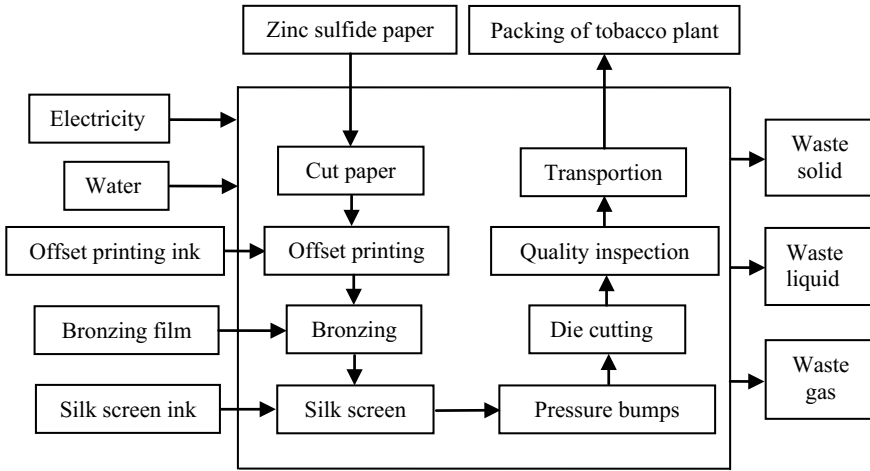 Zinc sulfide paper
Packing of tobacco plant
Electricity
Water
Offset printing ink
Bronzing film
Silk screen ink
Cut paper
Offset printing
Bronzing
Silk screen
Pressure bumps
Die cutting
Quality inspection
Transportion
Waste
solid
Waste
liquid
Waste
gas